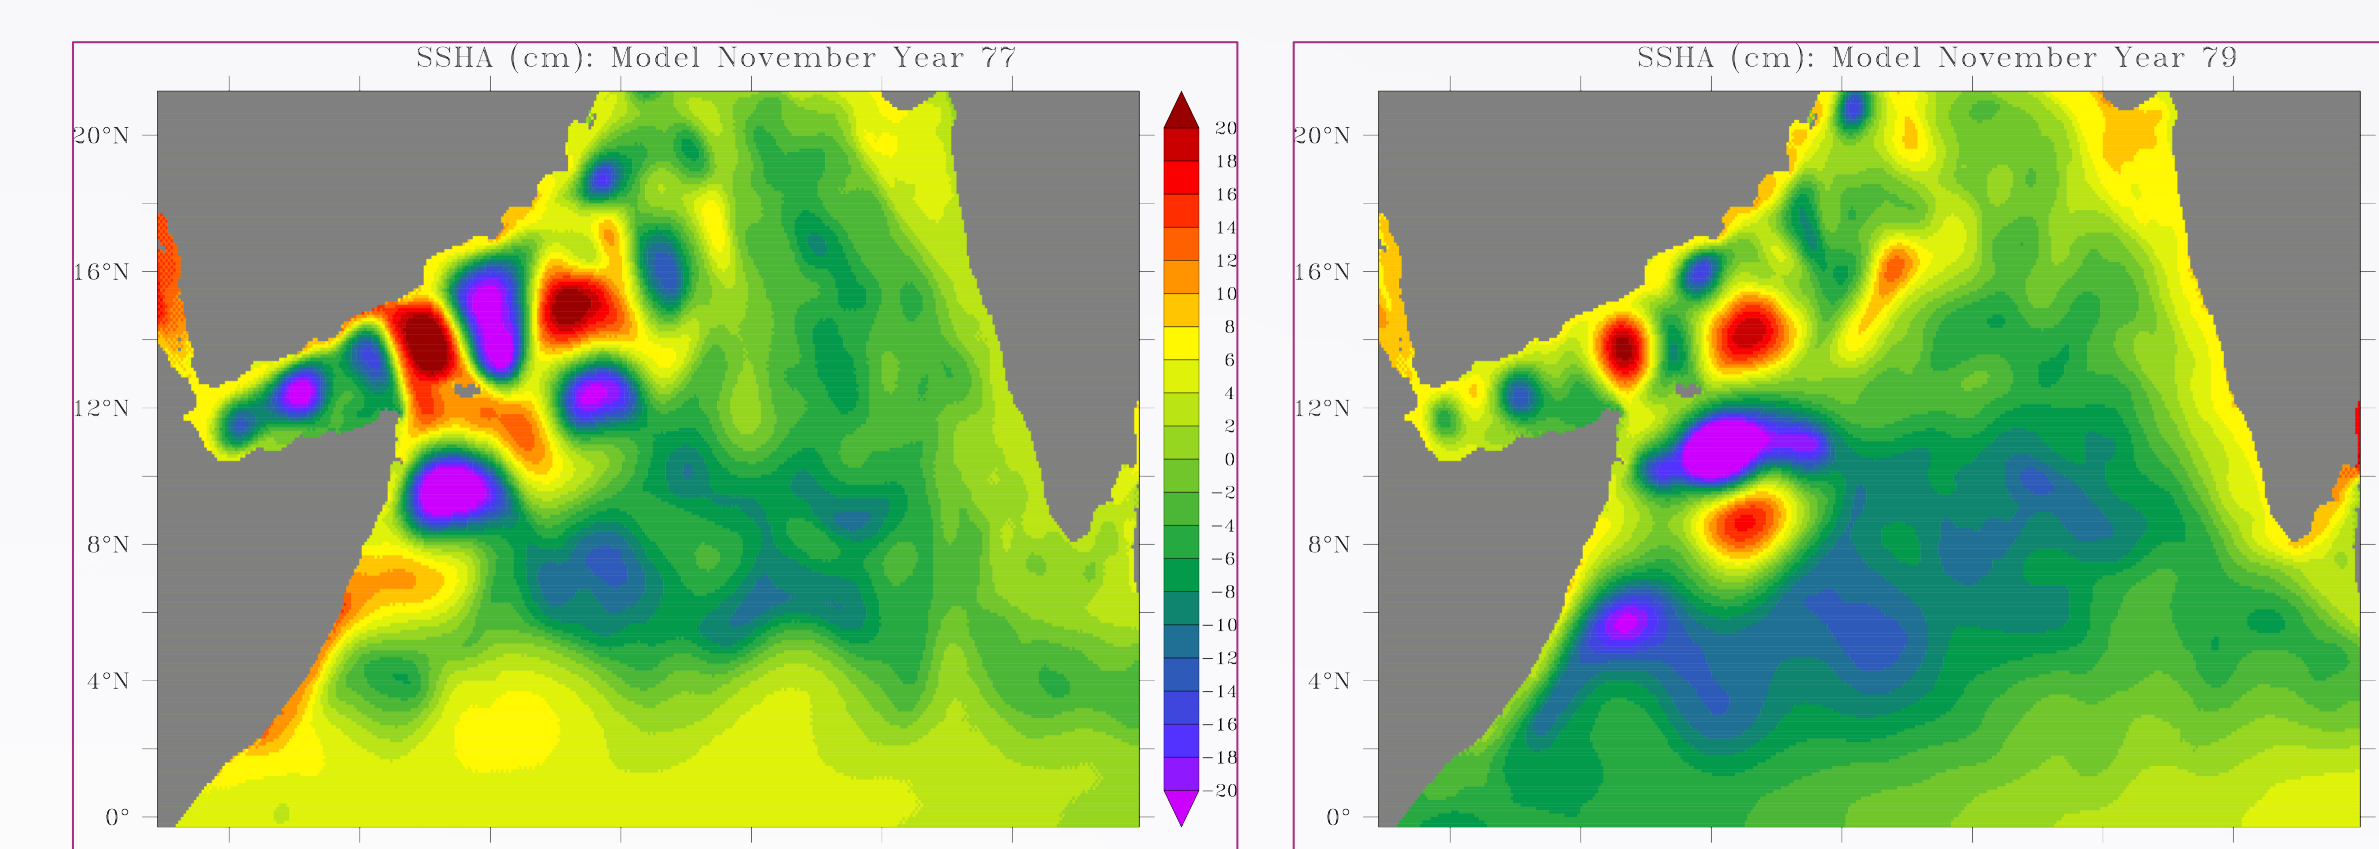 SSHA (cm): Model November Year 77
20°N
16°N
12°N
8°N
4°N
0°
20
18
16
14
12
10
8
6
4
2
0
−2
−4
−6
−8
−10
−12
−14
−16
−18
−20
SSHA (cm): Model November Year 79
20°N
16°N
12°N
8°N
4°N
0°